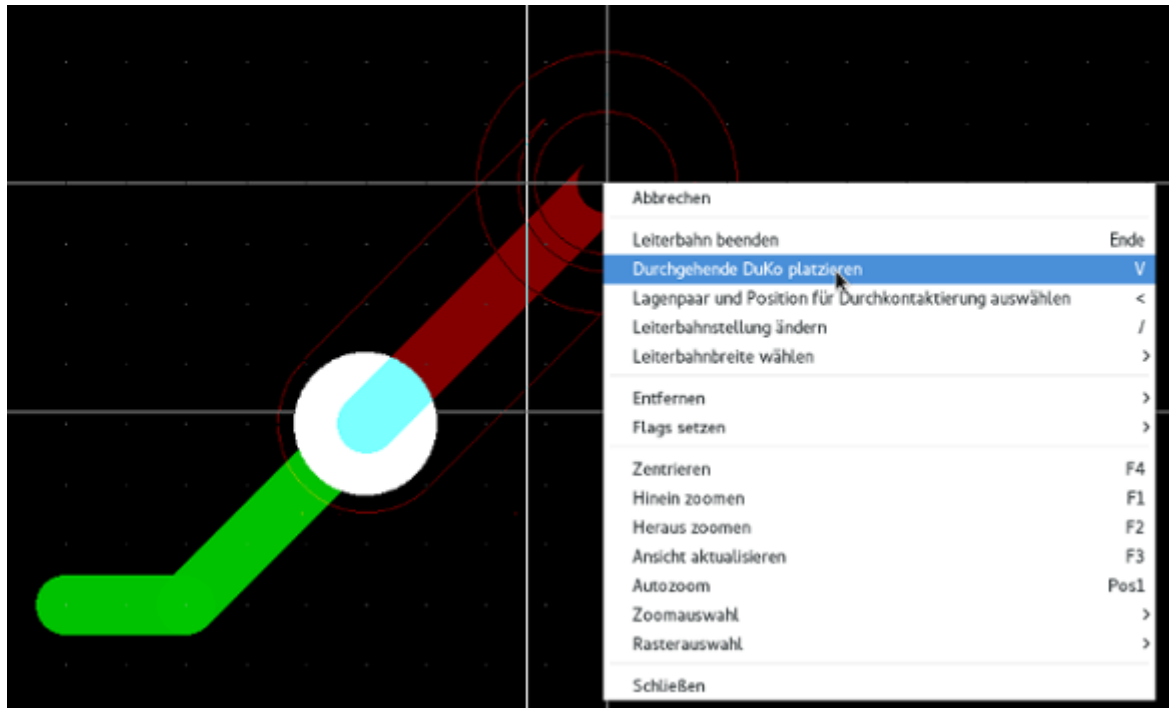 Abbrechen
Leiterbahn beenden Ende
Durchgehende DuKo platzieren V
Lagenpaar und Position für Durchkontaktierung auswählen <
Leiterbahnstellung ändern /
Leiterbahnbreite wählen >
Entfernen >
Flags setzen >
Zentrieren F4
Hinein zoomen F1
Heraus zoomen F2
Ansicht aktualisieren F3
Autozoom Pos1
Zoomauswahl >
Rasterauswahl >
Schließen